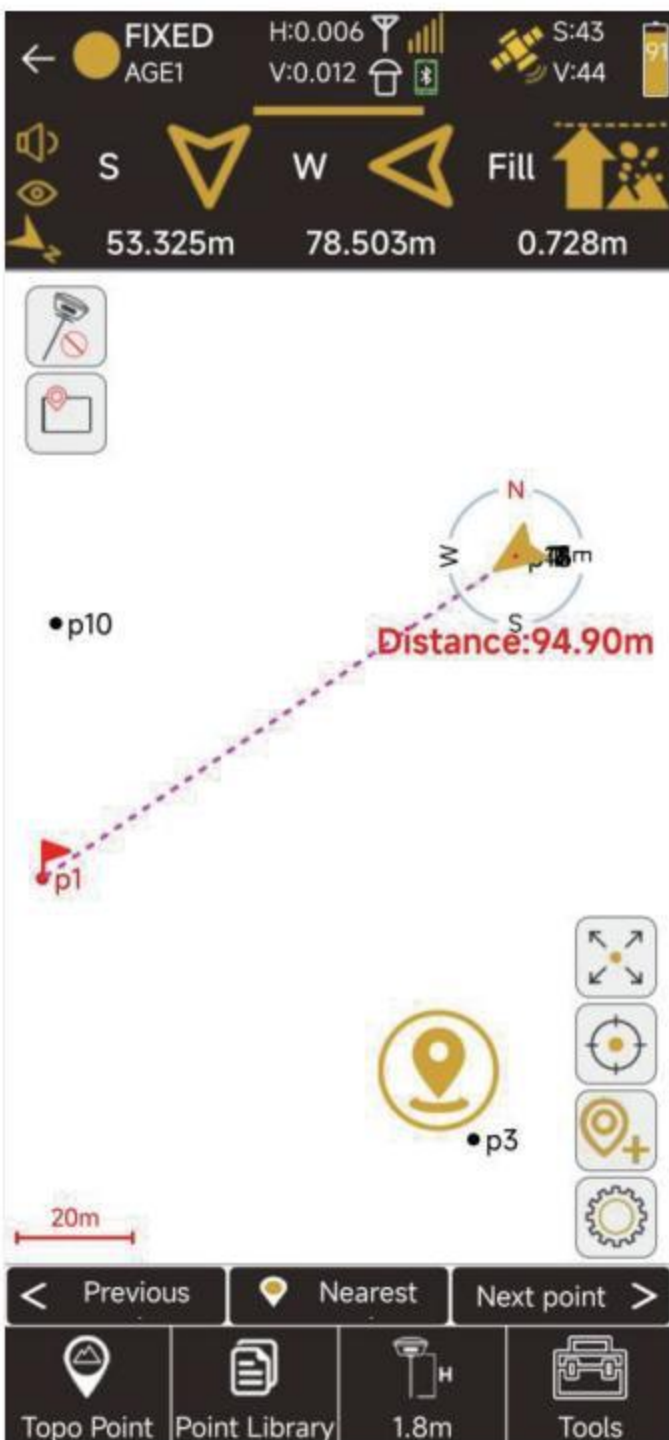 FIXED H:0.006 S:43 91
AGE1 V:0.012 V:44
S W Fill
N 53.325m 78.503m 0.728m
N
W E
p10
S
Distance:94.90m
p1
p3
20m
Previous Nearest Next point
H
Topo Point Point Library 1.8m Tools